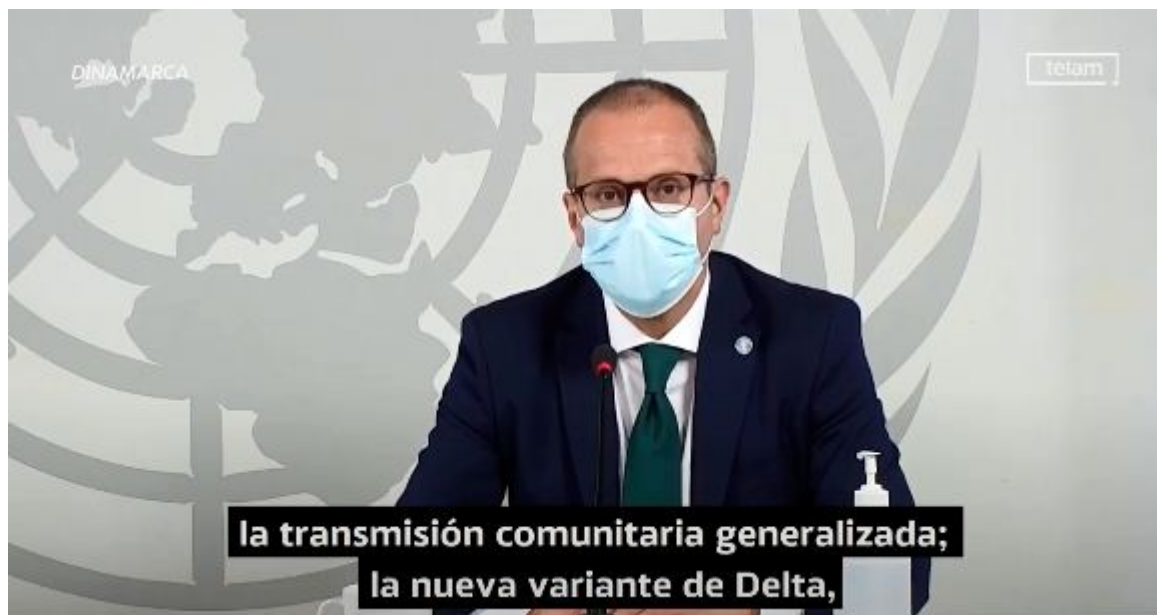 DINAMARCA
telam
la transmisión comunitaria generalizada;
la nueva variante de Delta,